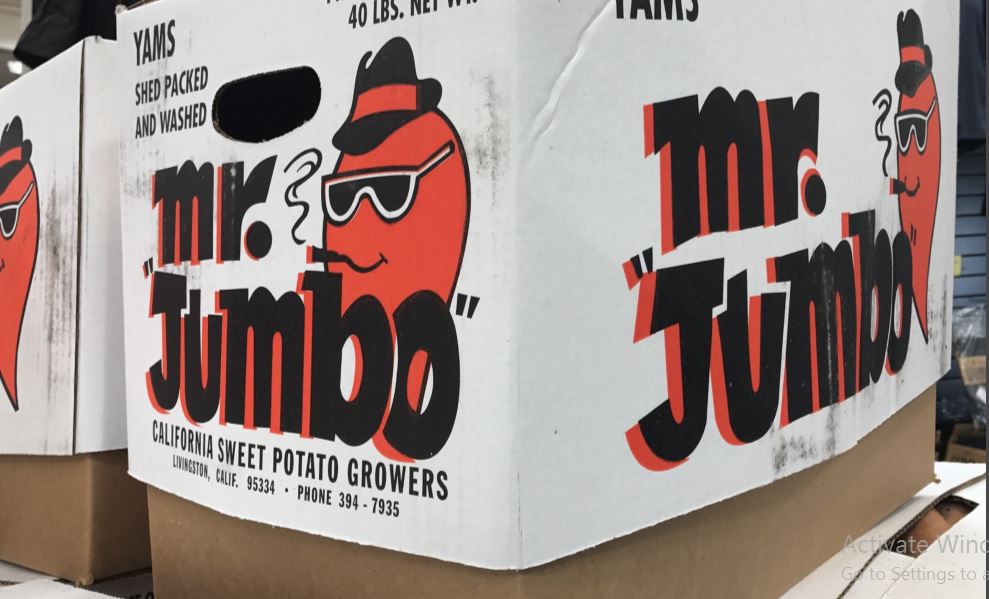 40 LBS. NET WT.
YAMS
SHED PACKED
AND WASHED
mr.
"Jumbo"
CALIFORNIA SWEET POTATO GROWERS
LIVINGSTON, CALIF. 95334 • PHONE 394-7935
YAMS
mr.
"Jumbo"
Activate Wind
Go to Settings to a